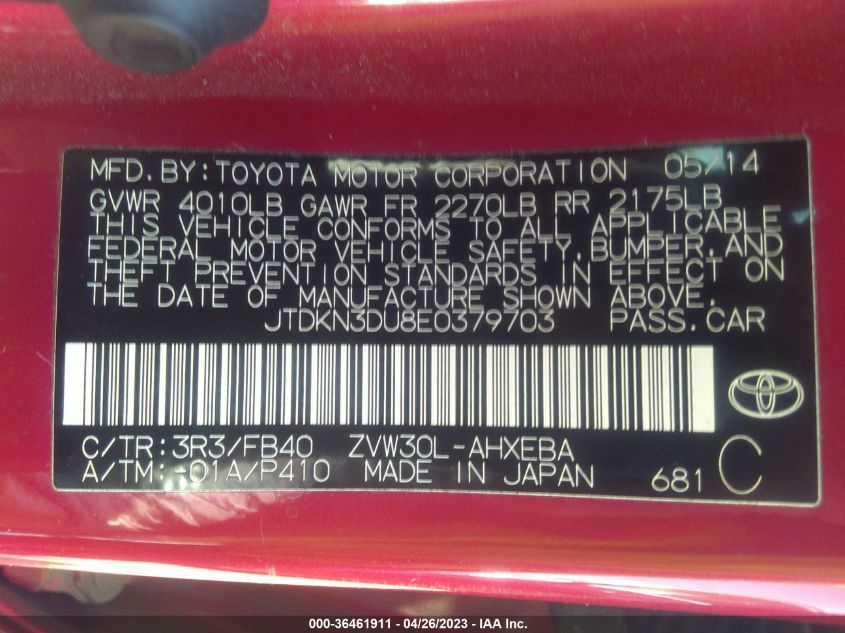 MFD.BY:TOYOTA MOTOR CORPORATION 05/14
GVWR 4010LB GAWR FR 2270LB RR 2175LB
THIS VEHICLE CONFORMS TO ALL APPLICABLE
FEDERAL MOTOR VEHICLE SAFETY,BUMPER,AND
THEFT PREVENTION STANDARDS IN EFFECT ON
THE DATE OF MANUFACTURE SHOWN ABOVE.
JTDKN3DU8E0379703 PASS.CAR
C/TR:3R3/FB40 ZVW30L-AHXEBA
A/TM:-01A/P410 MADE IN JAPAN 681 C
000-36461911 - 04/26/2023 - IAA Inc.